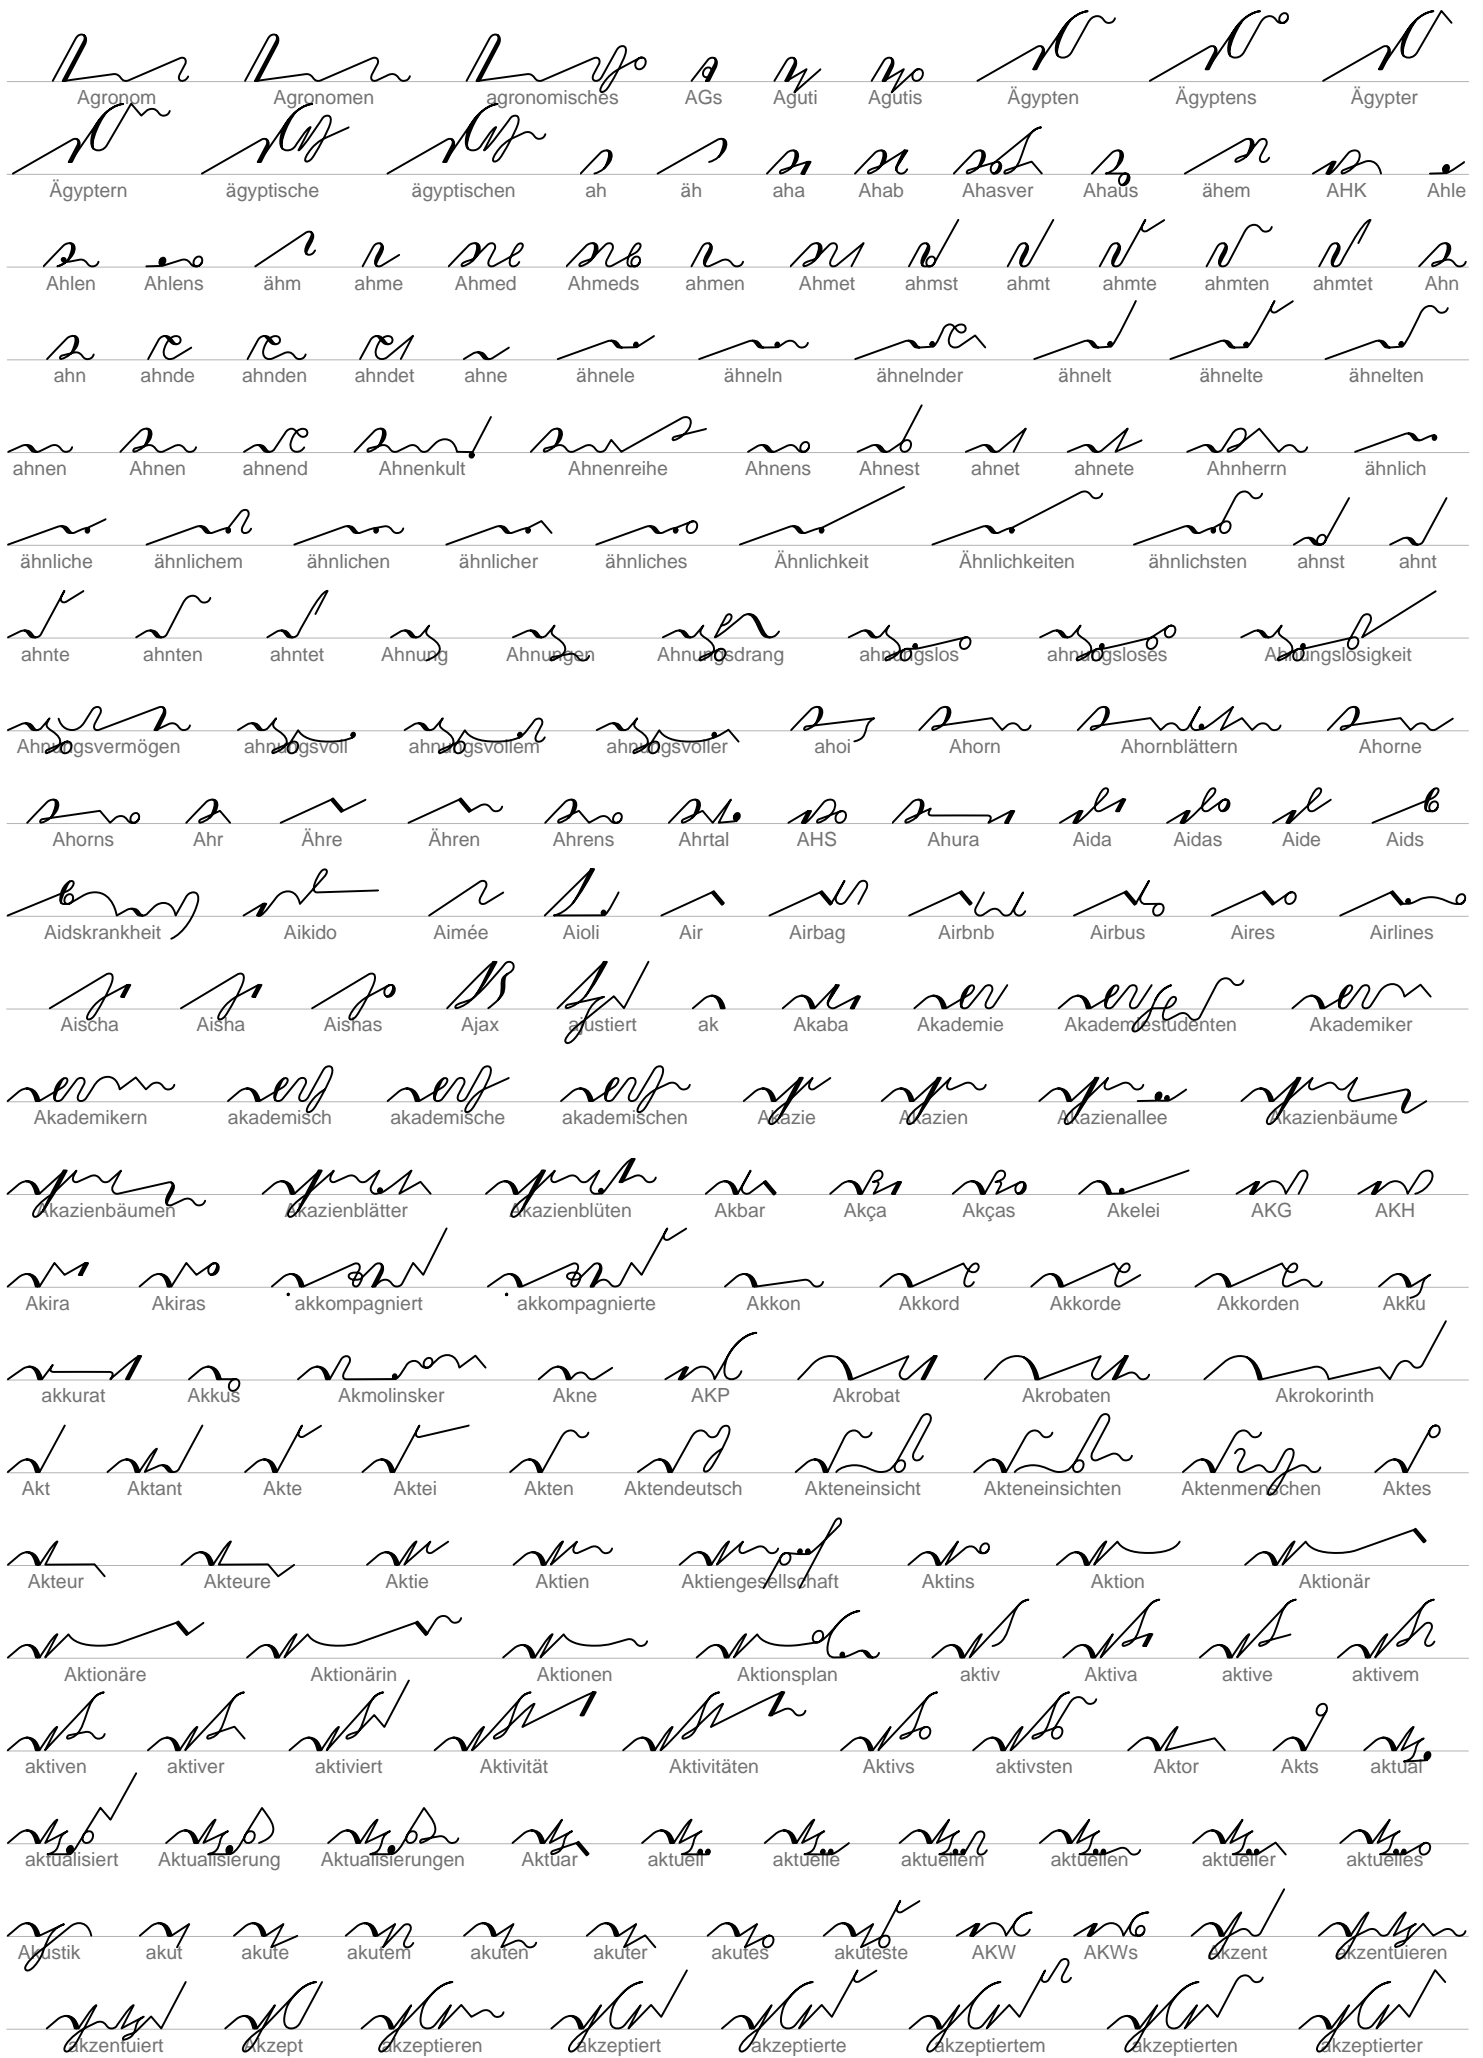 Agronom Agronomen agronomisches AGs Aguti Agutis Ägypten Ägyptens Ägypter
Ägyptern ägyptische ägyptischen ah äh aha Ahab Ahasver Ahaus ähem AHK Ahle
Ahlen Ahlens ähm ahme Ahmed Ahmeds ahmen Ahmet ahmst ahmt ahmte ahmten ahmtet Ahn
ahn ahnde ahnden ahndet ahne ähnele ähneln ähnelnder ähnelt ähnelte ähnelten
ahnen Ahnen ahnend Ahnenkult Ahnenreihe Ahnens Ahnest ahnet ahnete Ahnherrn ähnlich
ähnliche ähnlichem ähnlichen ähnlicher ähnliches Ähnlichkeit Ähnlichkeiten ähnlichsten ahnst ahnt
ahnte ahnten ahntet Ahnung Ahnungen Ahnungsdrang ahnungslos ahnungsloses Ahnungslosigkeit
Ahnungsvermögen ahnungsvoll ahnungsvollem ahnungsvoller ahoi Ahorn Ahornblättern Ahorne
Ahorns Ahr Ähre Ähren Ahrens Ahrtal AHS Ahura Aida Aidas Aide Aids
Aidskrankheit Aikido Aimée Aioli Air Airbag Airbnb Airbus Aires Airlines
Aischa Aisha Aishas Ajax ajustiert ak Akaba Akademie Akademiestudenten Akademiker
Akademikern akademisch akademische akademischen Akazie Akazien Akazienallee Akazienbäume
Akazienbäumen Akazienblätter Akazienblüten Akbar Akça Akças Akelei AKG AKH
Akira Akiras akkompagniert akkompagnierte Akkon Akkord Akkorde Akkorden Akku
akkurat Akkus Akmolinsker Akne AKP Akrobat Akrobaten Akrokorinth
Akt Aktant Akte Aktei Akten Aktendeutsch Akteneinsicht Akteneinsichten Aktenmenschen Aktes
Akteur Akteure Aktie Aktien Aktiengesellschaft Aktins Aktion Aktionär
Aktionäre Aktionärin Aktionen Aktionsplan aktiv Aktiva aktive aktivem
aktiven aktiver aktiviert Aktivität Aktivitäten Aktivs aktivsten Aktor Akts aktual
aktualisiert Aktualisierung Aktualisierungen Aktuar aktuell aktuelle aktuellem aktuellen aktueller aktuelles
Akustik akut akute akutem akuten akuter akutes akuteste AKW AKWs Akzent akzentuieren
akzentuiert Akzept akzeptieren akzeptiert akzeptierte akzeptiertem akzeptierten akzeptierter